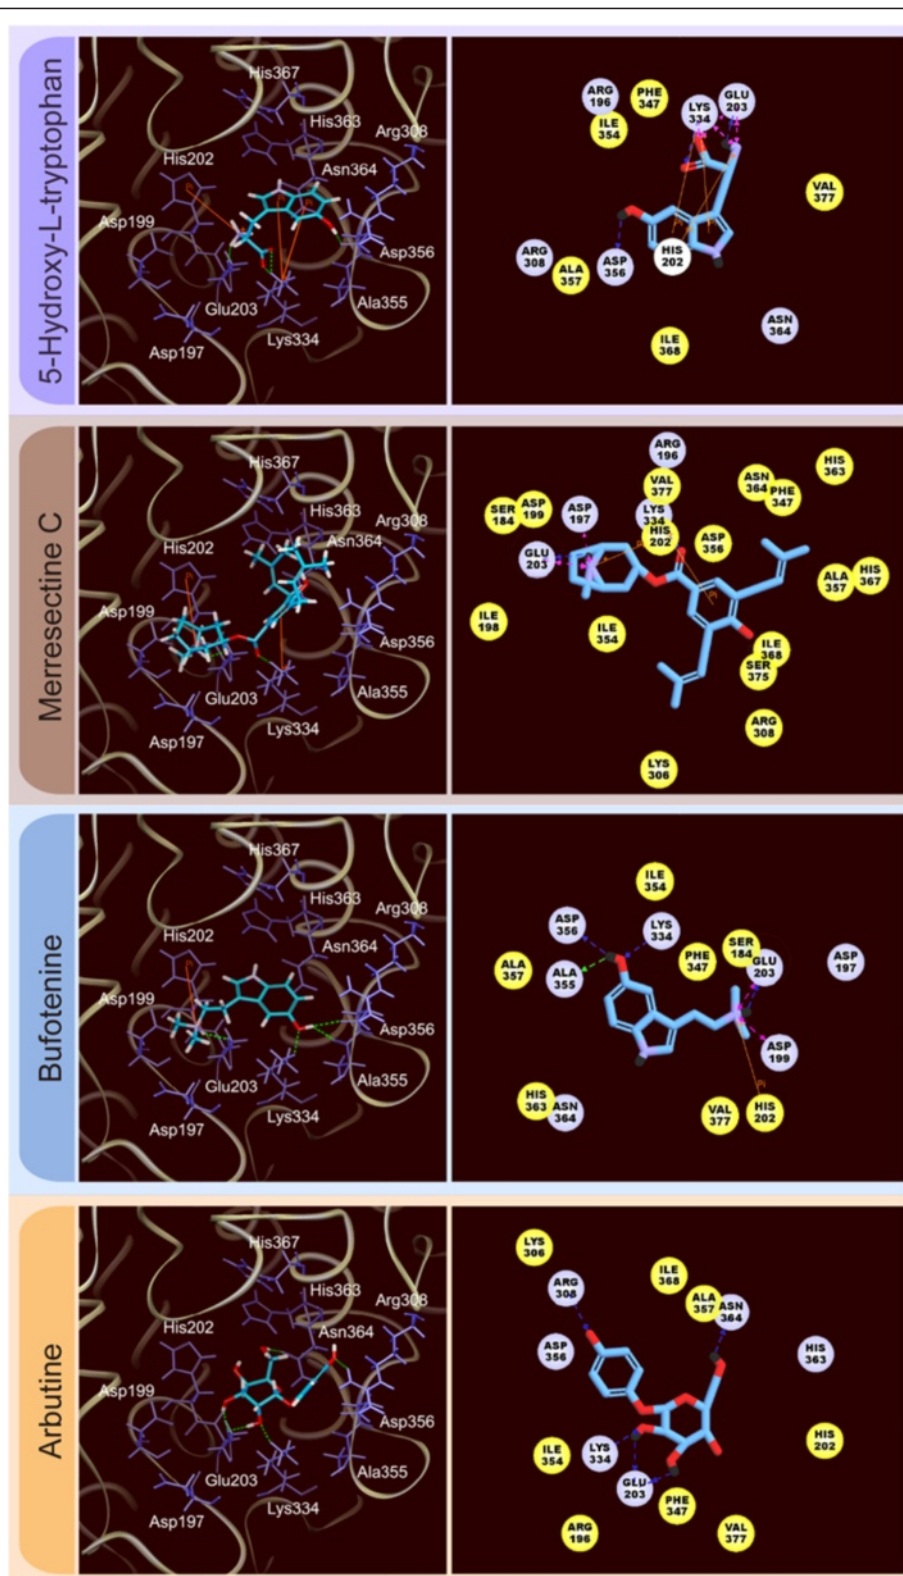 5-Hydroxy-L-tryptophan
His367
His363
Arg308
His202
Asn364
Asp199
Asp356
Glu203
Ala355
Asp197
Lys334
ARG
196
PHE
347
LYS
334
GLU
203
ILE
354
VAL
377
ARG
308
ALA
357
ASP
356
HIS
202
ASN
364
ILE
368
Merresectine C
His367
His363
Arg308
His202
Asn364
Asp199
Asp356
Glu203
Ala355
Asp197
Lys334
ARG
196
HIS
363
VAL
377
ASN
364
PHE
347
SER
184
ASP
199
ASP
197
LYS
334
HIS
202
ASP
356
GLU
203
ALA
357
HIS
367
ILE
198
ILE
354
ILE
368
SER
375
ARG
308
LYS
306
Bufotenine
His367
His363
Arg308
His202
Asn364
Asp199
Asp356
Glu203
Ala355
Asp197
Lys334
ILE
354
ASP
356
LYS
334
ALA
357
ALA
355
PHE
347
SER
184
GLU
203
ASP
197
ASP
199
HIS
363
ASN
364
VAL
377
HIS
202
Arbutine
His367
His363
Arg308
His202
Asn364
Asp199
Asp356
Glu203
Ala355
Asp197
Lys334
LYS
306
ARG
308
ILE
368
ALA
357
ASN
364
ASP
356
HIS
363
ILE
354
LYS
334
HIS
202
GLU
203
PHE
347
ARG
196
VAL
377